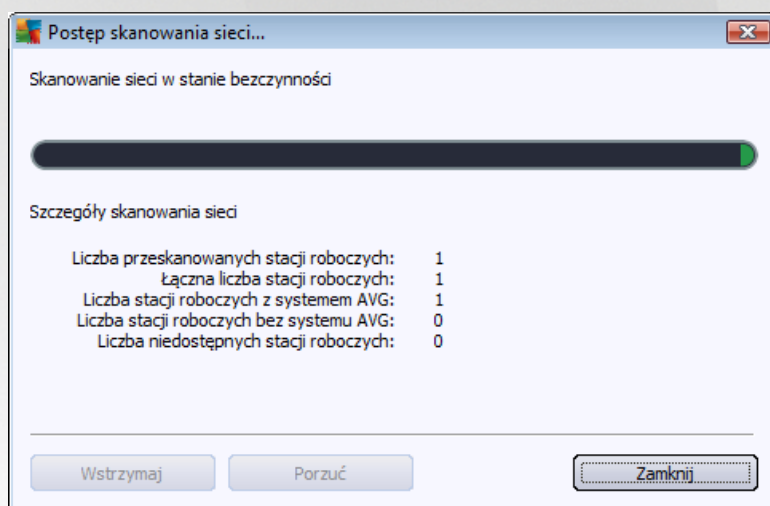 Postęp skanowania sieci...
Skanowanie sieci w stanie bezczynności
Szczegóły skanowania sieci
Liczba przeskanowanych stacji roboczych: 1
Łączna liczba stacji roboczych: 1
Liczba stacji roboczych z systemem AVG: 1
Liczba stacji roboczych bez systemu AVG: 0
Liczba niedostępnych stacji roboczych: 0
Wstrzymaj Porzuć Zamknij